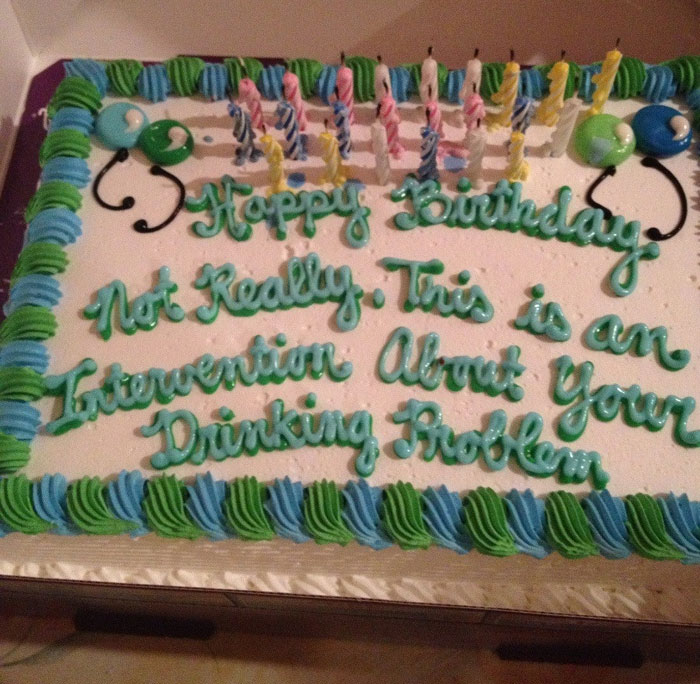 Happy Birthday
Not Really. This is an
Intervention About Your
Drinking Problem